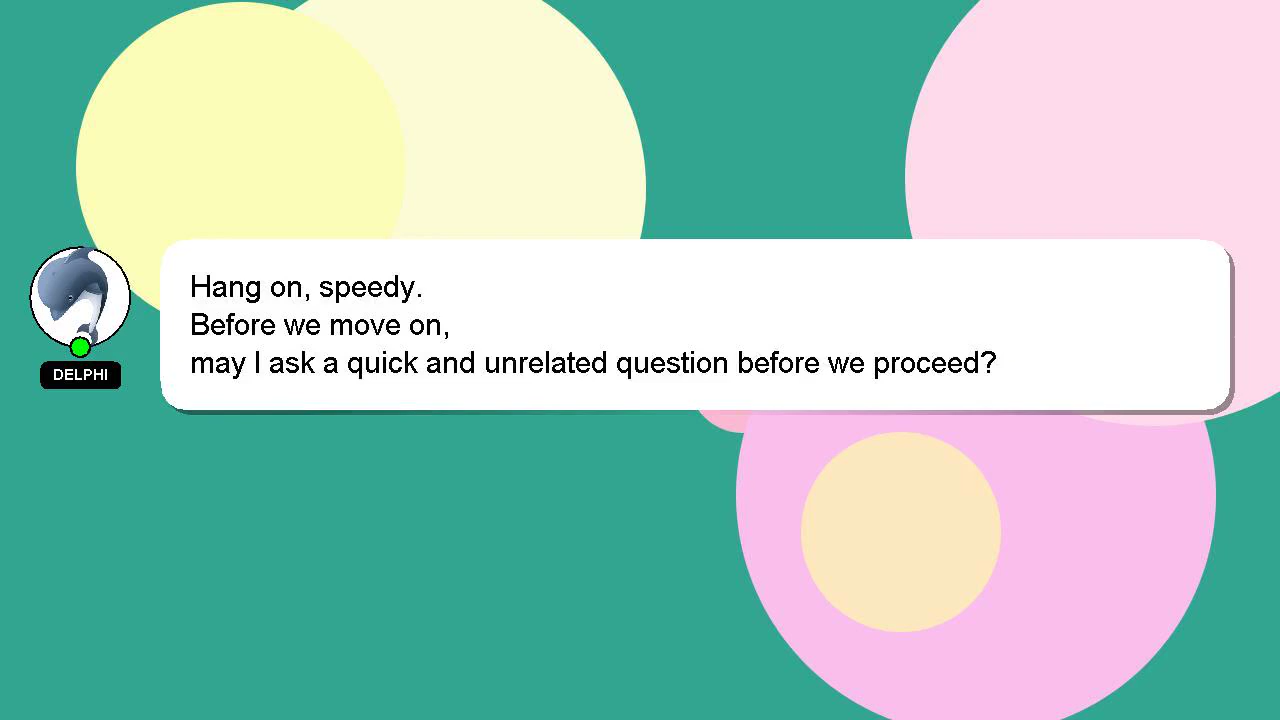 Hang on, speedy.
Before we move on,
may I ask a quick and unrelated question before we proceed?
DELPHI